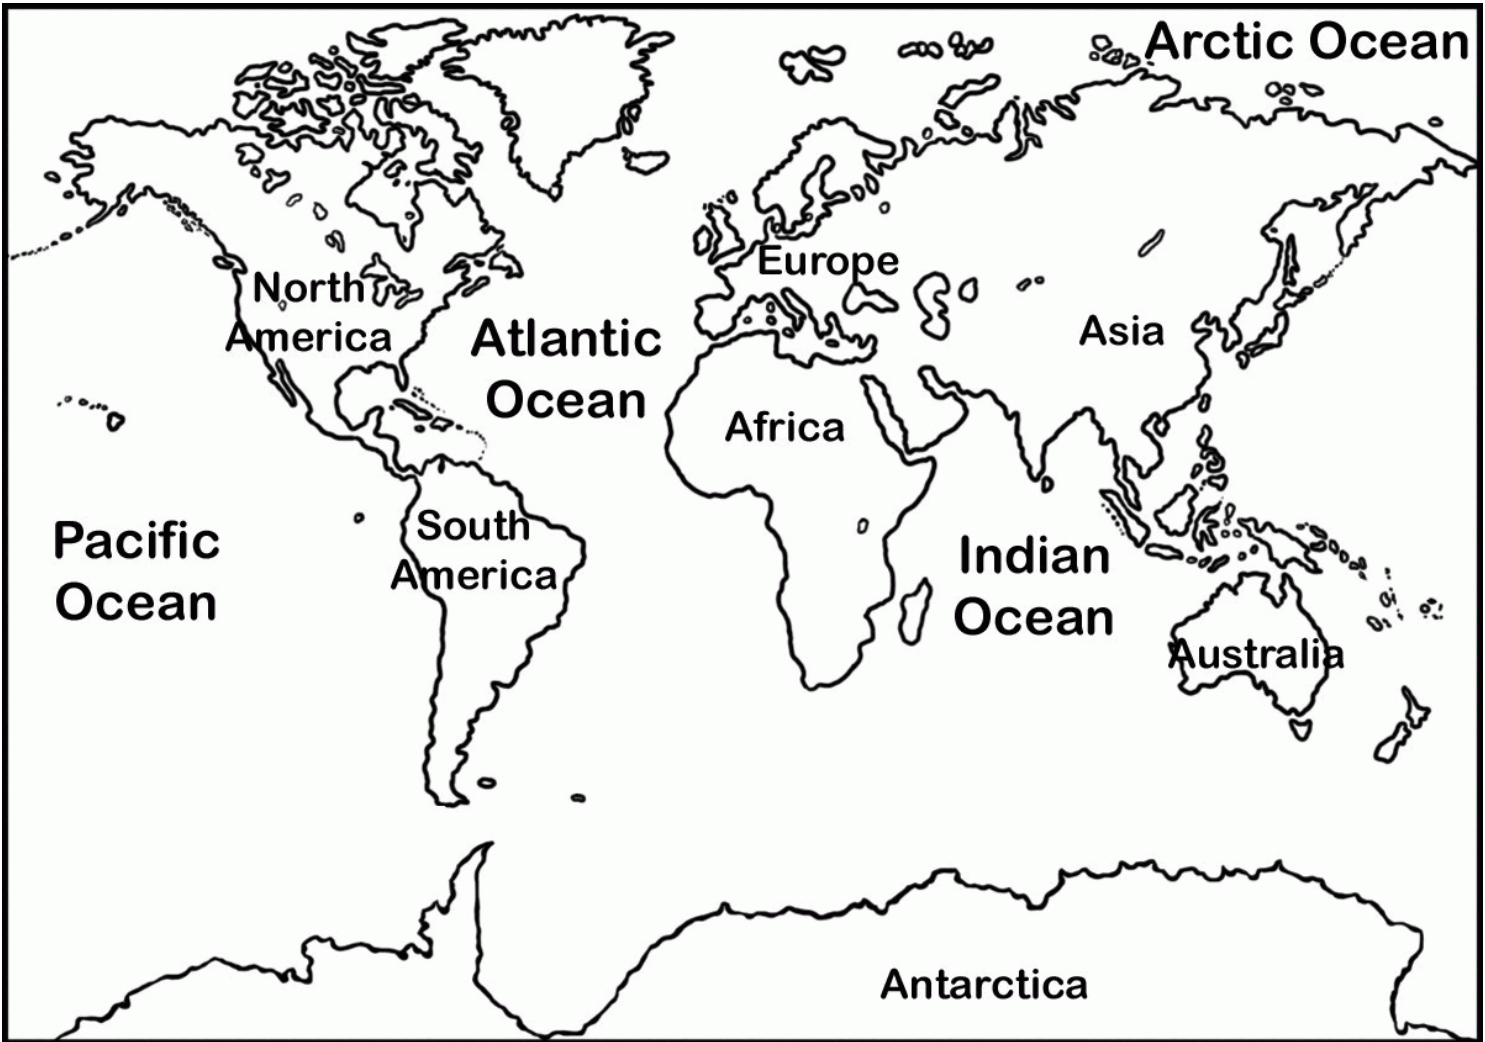 Arctic Ocean
North
America
Atlantic
Ocean
Europe
Asia
Africa
Pacific
Ocean
South
America
Indian
Ocean
Australia
Antarctica